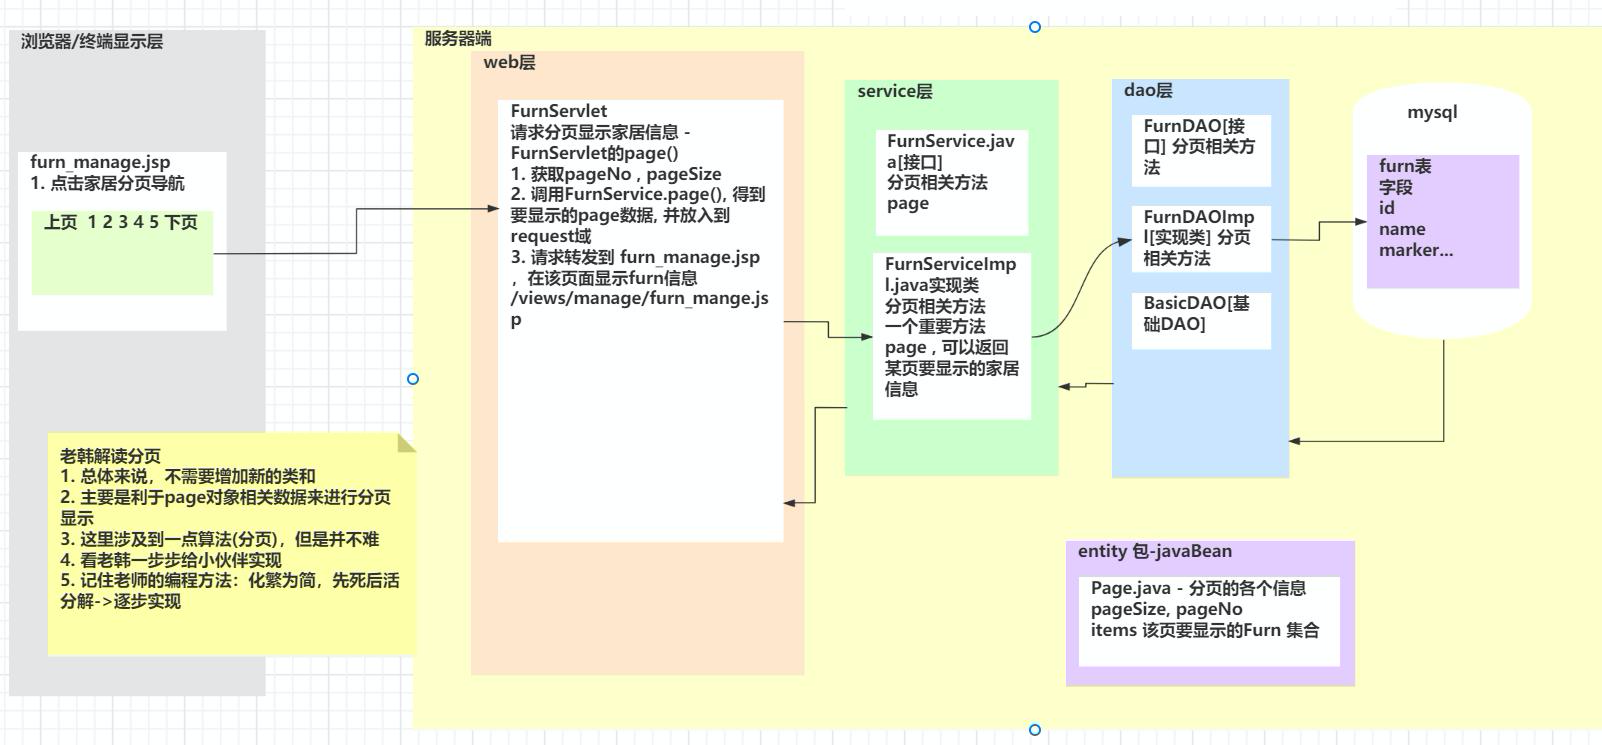 浏览器/终端显示层
furn_manage.jsp
1. 点击家居分页导航
上页  1 2 3 4 5 下页
老韩解读分页
1. 总体来说，不需要增加新的类和
2. 主要是利于page对象相关数据来进行分页
显示
3. 这里涉及到一点算法(分页)，但是并不难
4. 看老韩一步步给小伙伴实现
5. 记住老师的编程方法：化繁为简，先死后活
分解->逐步实现
服务器端
web层
FurnServlet
请求分页显示家居信息 -
FurnServlet的page()
1. 获取pageNo , pageSize
2. 调用FurnService.page(), 得到
要显示的page数据, 并放入到
request域
3. 请求转发到 furn_manage.jsp
，在该页面显示furn信息
/views/manage/furn_mange.js
p
service层
FurnService.jav
a[接口]
分页相关方法
page
FurnServiceImp
l.java实现类
分页相关方法
一个重要方法
page , 可以返回
某页要显示的家居
信息
dao层
FurnDAO[接
口] 分页相关方
法
FurnDAOImp
l[实现类] 分页
相关方法
BasicDAO[基
础DAO]
mysql
furn表
字段
id
name
marker...
entity 包-javaBean
Page.java - 分页的各个信息
pageSize, pageNo
items 该页要显示的Furn 集合